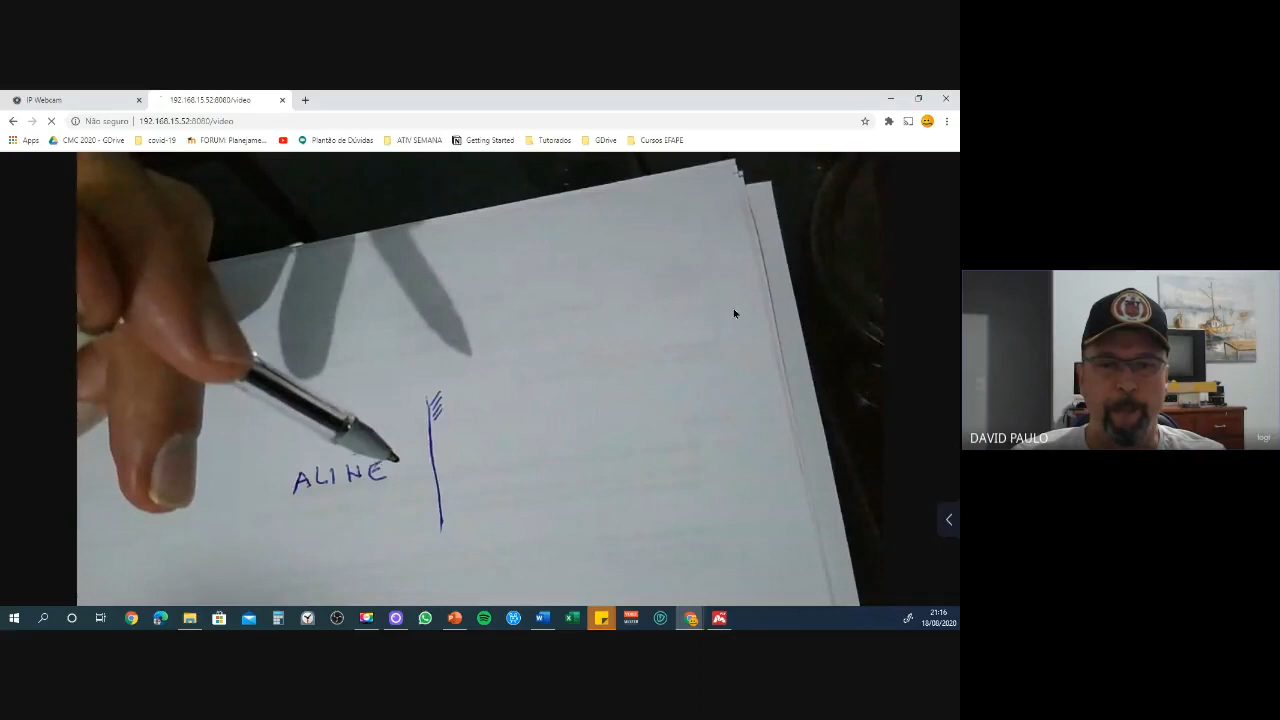 IP Webcam
192.168.15.52:8080/video
Não seguro
192.168.15.52:8080/video
Apps
CMC 2020 - GDrive
covid-19
FORUM: Planejame...
Plantão de Dúvidas
ATIV SEMANA
Getting Started
Tutorados
GDrive
Cursos EFAPE
ALINE
DAVID PAULO
logi
21:16
18/08/2020